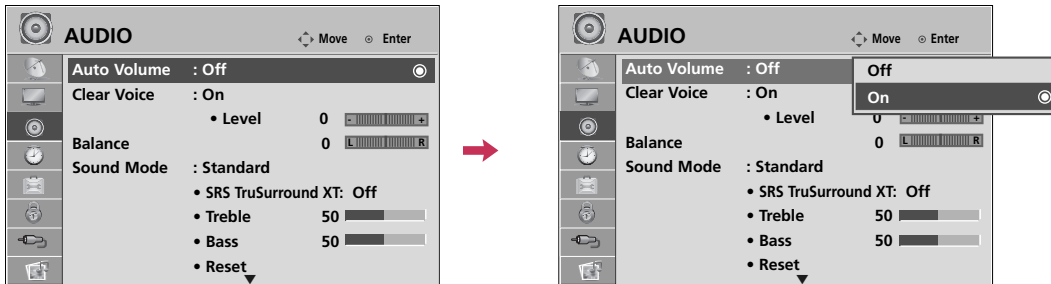 AUDIO
Move
Enter
Auto Volume : Off
Clear Voice : On
• Level 0 - +
Balance 0 L R
Sound Mode : Standard
• SRS TruSurround XT: Off
• Treble 50
• Bass 50
• Reset
AUDIO
Move
Enter
Auto Volume : Off
Off
On
Clear Voice : On
• Level 0 - +
Balance 0 L R
Sound Mode : Standard
• SRS TruSurround XT: Off
• Treble 50
• Bass 50
• Reset